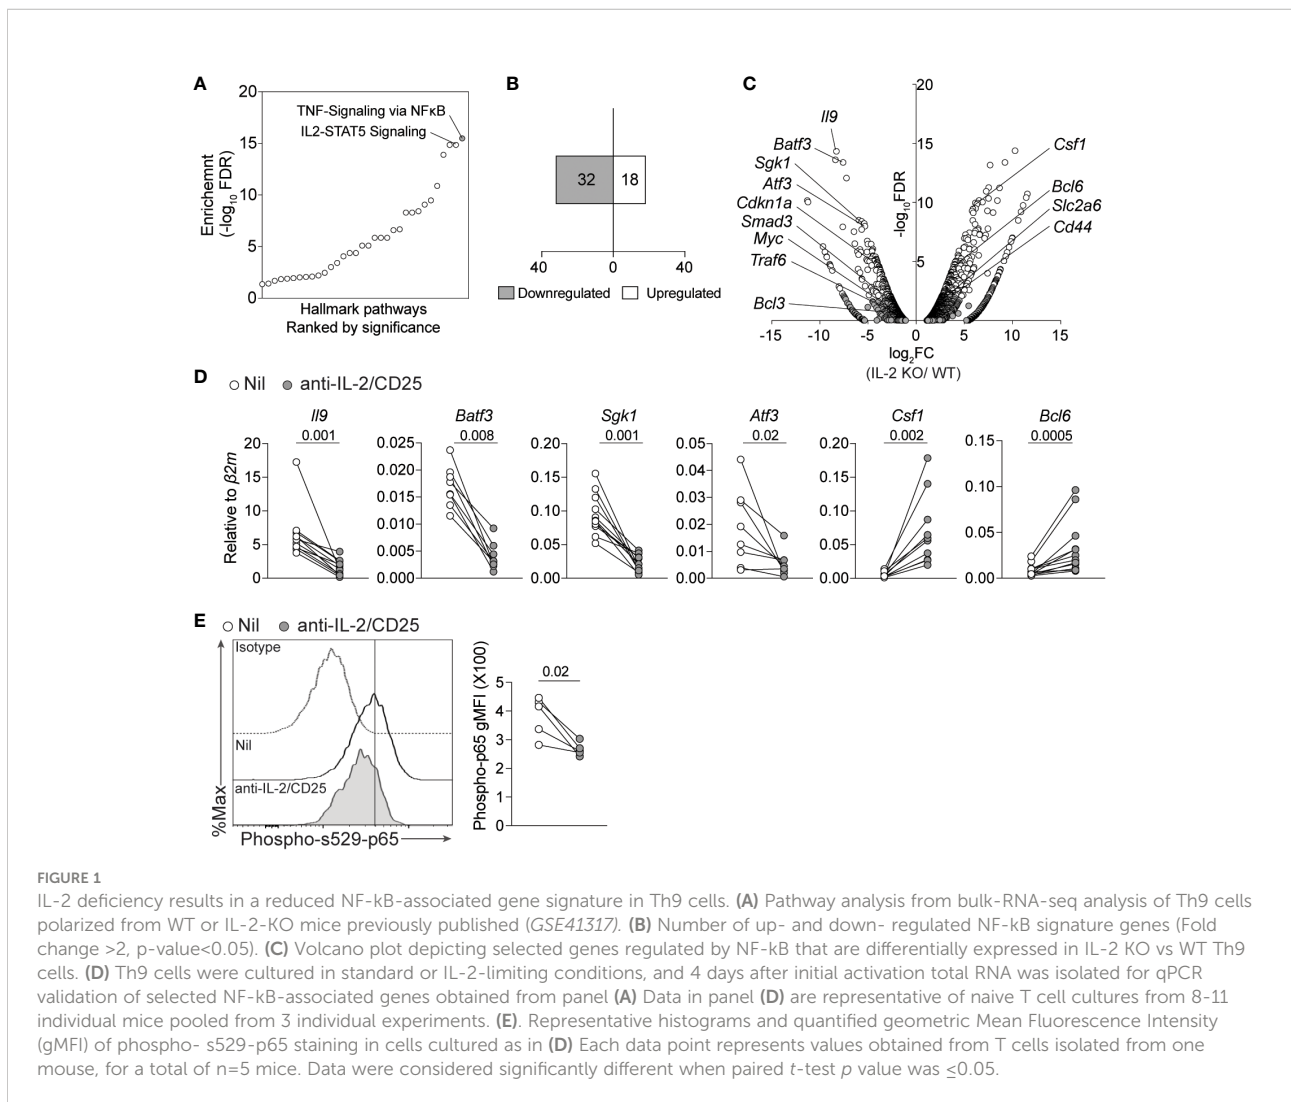 A
Enrichemnt
(-log10 FDR)
20
15
10
5
0
TNF-Signaling via NFκB
IL2-STAT5 Signaling
Hallmark pathways
Ranked by significance
B
32
18
40
0
40
Downregulated
Upregulated
C
20
15
10
5
-log10FDR
Il9
Batf3
Sgk1
Atf3
Cdkn1a
Smad3
Myc
Traf6
Bcl3
Csf1
Bcl6
Slc2a6
Cd44
-15
-10
-5
0
5
10
15
log2FC
(IL-2 KO/ WT)
D
Nil
anti-IL-2/CD25
Relative to β2m
Il9
0.001
20
15
10
5
0
Batf3
0.008
0.025
0.020
0.015
0.010
0.005
0.000
Sgk1
0.001
0.20
0.15
0.10
0.05
0.00
Atf3
0.02
0.05
0.04
0.03
0.02
0.01
0.00
Csf1
0.002
0.20
0.15
0.10
0.05
0.00
Bcl6
0.0005
0.15
0.10
0.05
0.00
E
Nil
anti-IL-2/CD25
Isotype
Nil
anti-IL-2/CD25
%Max
Phospho-s529-p65
Phospho-p65 gMFI (X100)
0.02
5
4
3
2
1
0
FIGURE 1
IL-2 deficiency results in a reduced NF-kB-associated gene signature in Th9 cells. (A) Pathway analysis from bulk-RNA-seq analysis of Th9 cells
polarized from WT or IL-2-KO mice previously published (GSE41317). (B) Number of up- and down- regulated NF-kB signature genes (Fold
change >2, p-value<0.05). (C) Volcano plot depicting selected genes regulated by NF-kB that are differentially expressed in IL-2 KO vs WT Th9
cells. (D) Th9 cells were cultured in standard or IL-2-limiting conditions, and 4 days after initial activation total RNA was isolated for qPCR
validation of selected NF-kB-associated genes obtained from panel (A) Data in panel (D) are representative of naive T cell cultures from 8-11
individual mice pooled from 3 individual experiments. (E). Representative histograms and quantified geometric Mean Fluorescence Intensity
(gMFI) of phospho- s529-p65 staining in cells cultured as in (D) Each data point represents values obtained from T cells isolated from one
mouse, for a total of n=5 mice. Data were considered significantly different when paired t-test p value was ≤0.05.